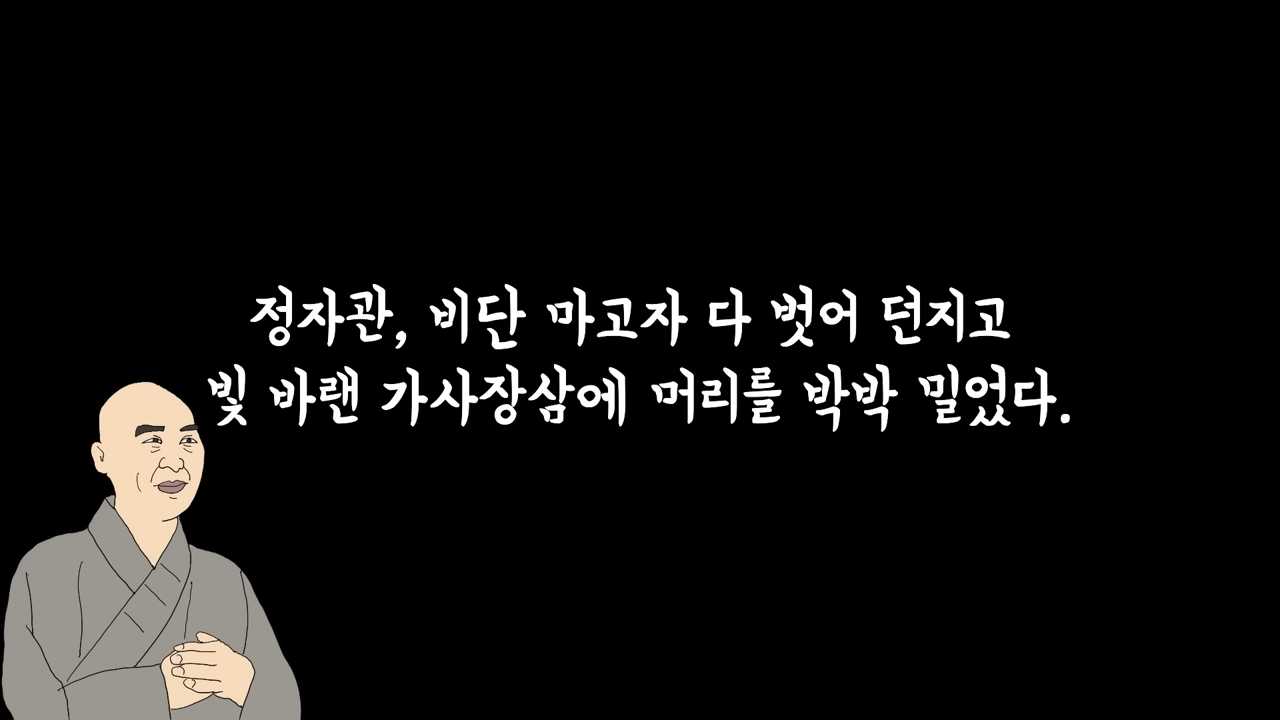 정자관, 비단 마고자 다 벗어 던지고
빛 바랜 가사장삼에 머리를 박박 밀었다.